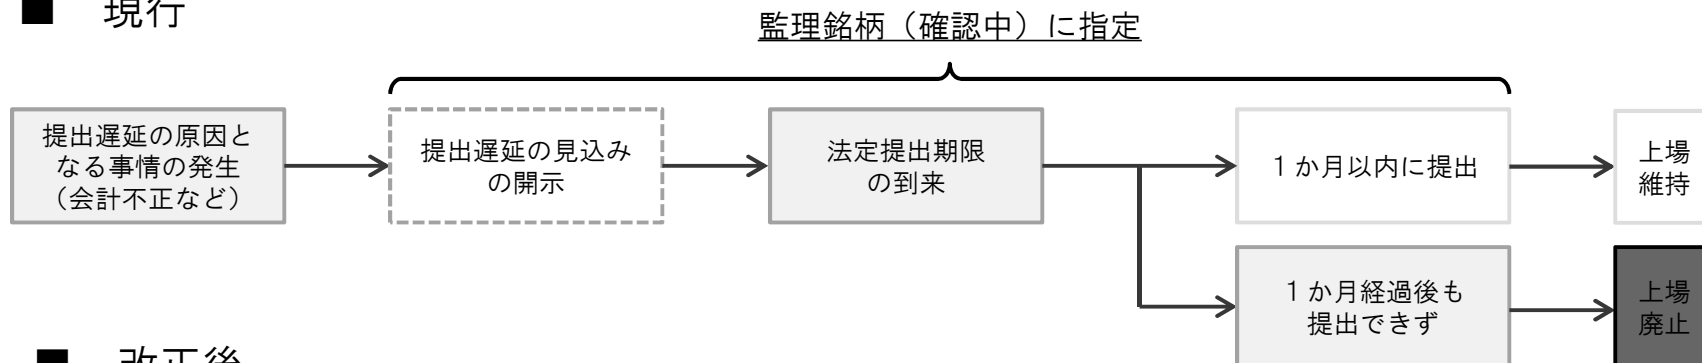 ■ 現行
監理銘柄（確認中）に指定
提出遅延の原因と
なる事情の発生
（会計不正など）
提出遅延の見込み
の開示
法定提出期限
の到来
１か月以内に提出
上場
維持
１か月経過後も
提出できず
上場
廃止
■ 改正後